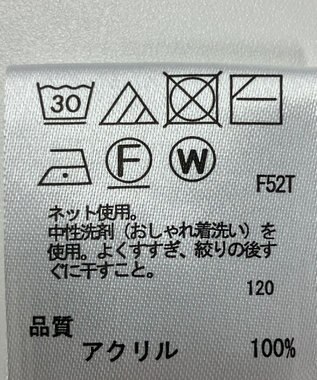 30
F W
F52T
ネット使用。
中性洗剤（おしゃれ着洗い）を
使用。よくすすぎ、絞りの後す
ぐに干すこと。
120
品質
アクリル 100%